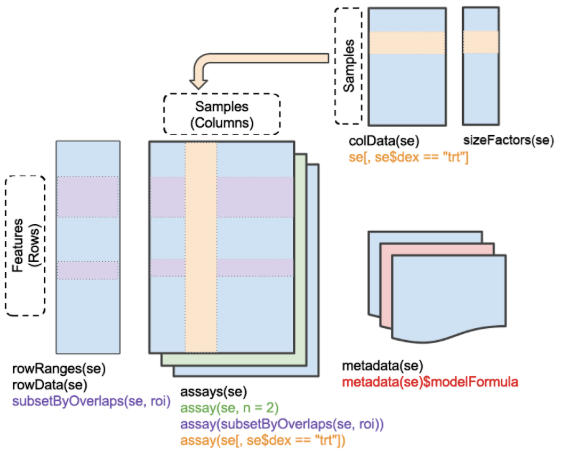 Samples
Samples
(Columns)
colData(se)
se[, se$dex == "trt"]
sizeFactors(se)
Features
(Rows)
rowRanges(se)
rowData(se)
subsetByOverlaps(se, roi)
assays(se)
assay(se, n = 2)
assay(subsetByOverlaps(se, roi))
assay(se[, se$dex == "trt"])
metadata(se)
metadata(se)$modelFormula